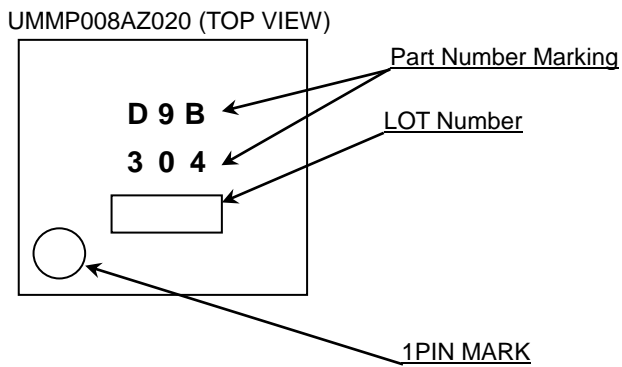 UMMP008AZ020 (TOP VIEW)
Part Number Marking
D 9 B
LOT Number
3 0 4
1PIN MARK